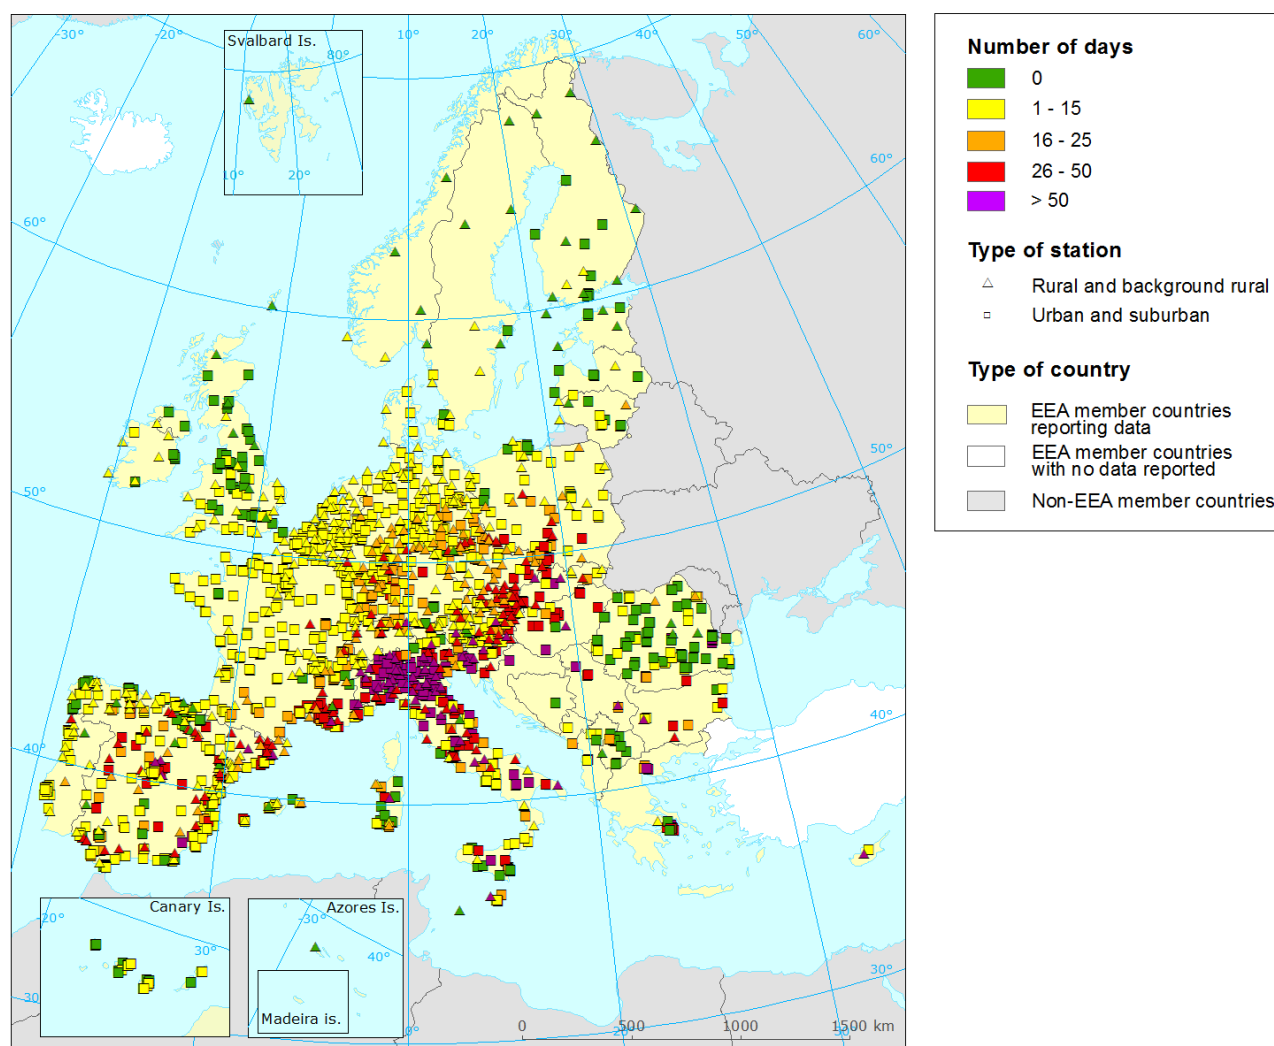 -30°
-20°
10°
20°
30°
40°
50°
60°
Svalbard Is.
80°
10°
20°
60°
60°
50°
50°
40°
40°
Canary Is.
-20°
30°
30
Azores Is.
-30°
40°
Madeira is.
0°
20°
30°
0
500
1000
1500 km
Number of days
0
1 - 15
16 - 25
26 - 50
> 50
Type of station
Rural and background rural
Urban and suburban
Type of country
EEA member countries
reporting data
EEA member countries
with no data reported
Non-EEA member countries